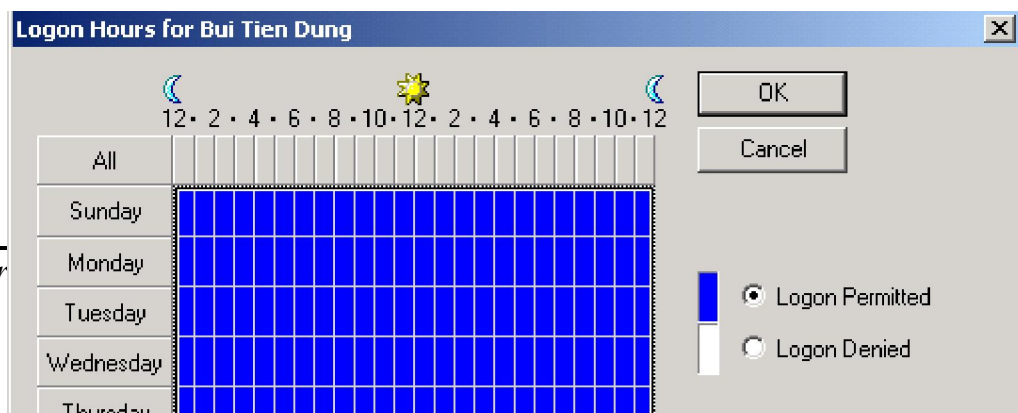 Logon Hours for Bui Tien Dung
12 · 2 · 4 · 6 · 8 · 10 · 12 · 2 · 4 · 6 · 8 · 10 · 12
OK
Cancel
All
Sunday
Monday
Tuesday
Wednesday
Thursday
Logon Permitted
Logon Denied